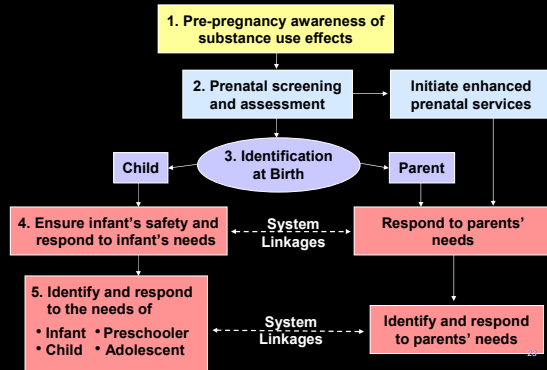 1. Pre-pregnancy awareness of
substance use effects
2. Prenatal screening
and assessment
Initiate enhanced
prenatal services
Child
3. Identification
at Birth
Parent
4. Ensure infant's safety and
respond to infant's needs
System
Linkages
Respond to parents'
needs
5. Identify and respond
to the needs of
• Infant • Preschooler
• Child • Adolescent
System
Linkages
Identify and respond
to parents' needs